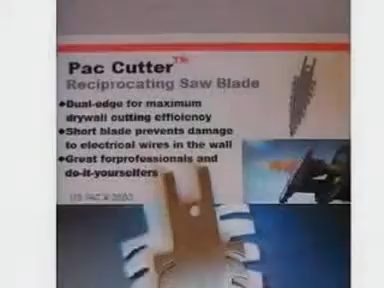 Pac Cutter™
Reciprocating Saw Blade
◆Dual-edge for maximum
drywall cutting efficiency
◆Short blade prevents damage
to electrical wires in the wall
◆Great forprofessionals and
do-it-yourselfers